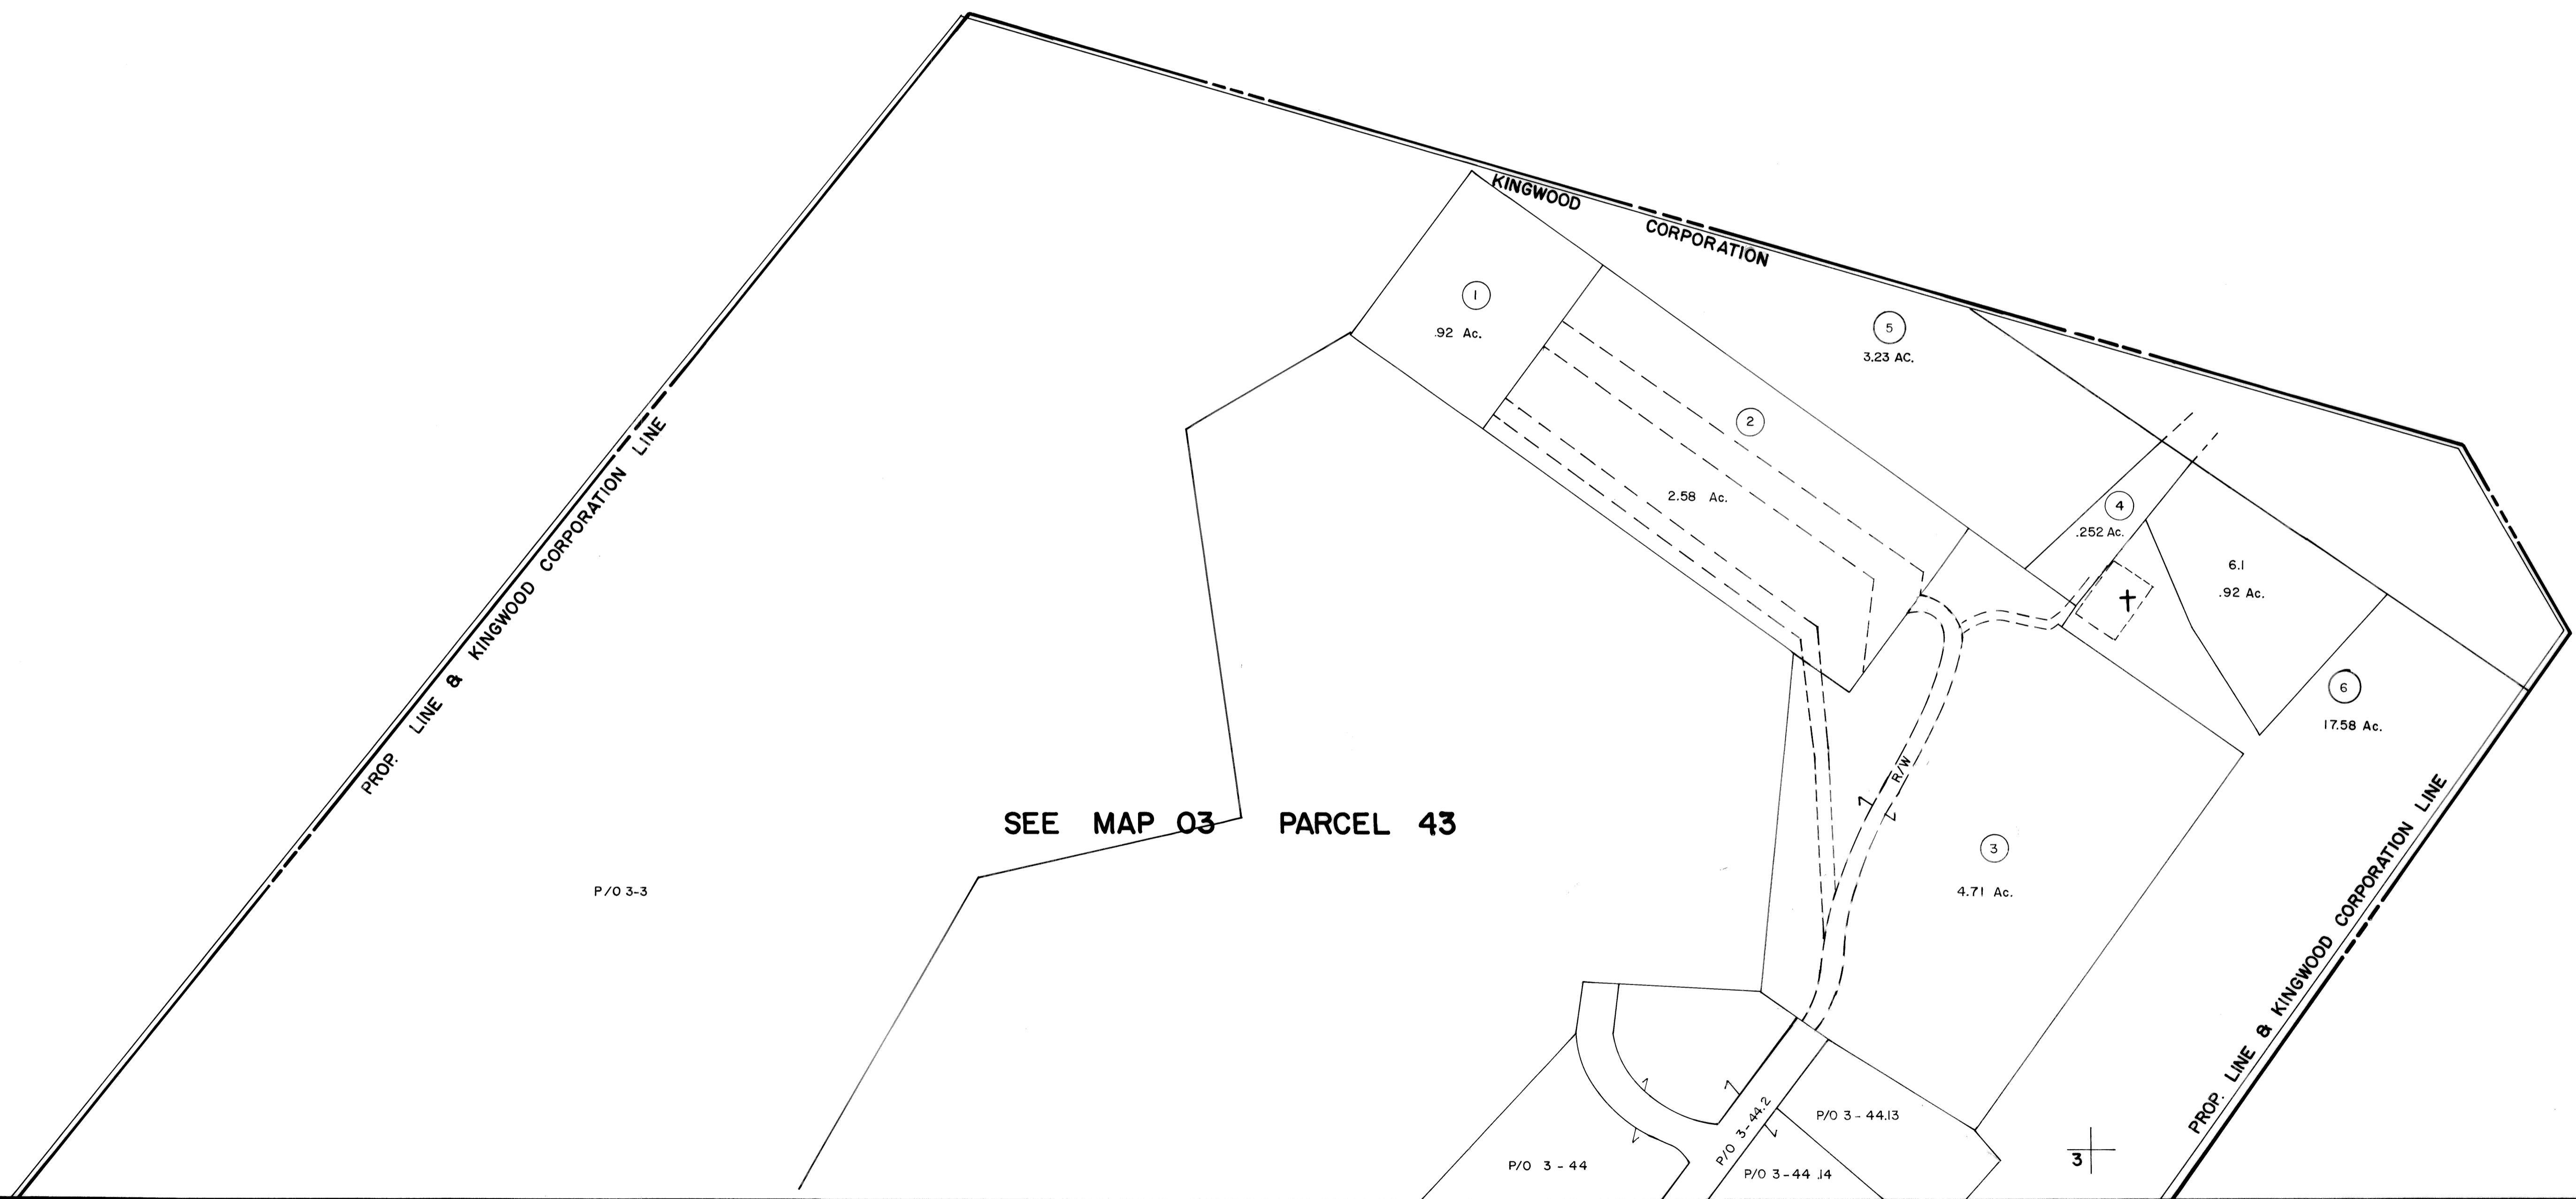 KINGWOOD CORPORATION
1
.92 Ac.
5
3.23 AC.
2
2.58 Ac.
4
.252 Ac.
6.1
.92 Ac.
6
17.58 Ac.
PROP. LINE & KINGWOOD CORPORATION LINE
R/W
SEE MAP 03 PARCEL 43
3
4.71 Ac.
P/O 3-3
PROP. LINE & KINGWOOD CORPORATION LINE
P/O 3-44.2
P/O 3-44.13
P/O 3-44
P/O 3-44 .14
3